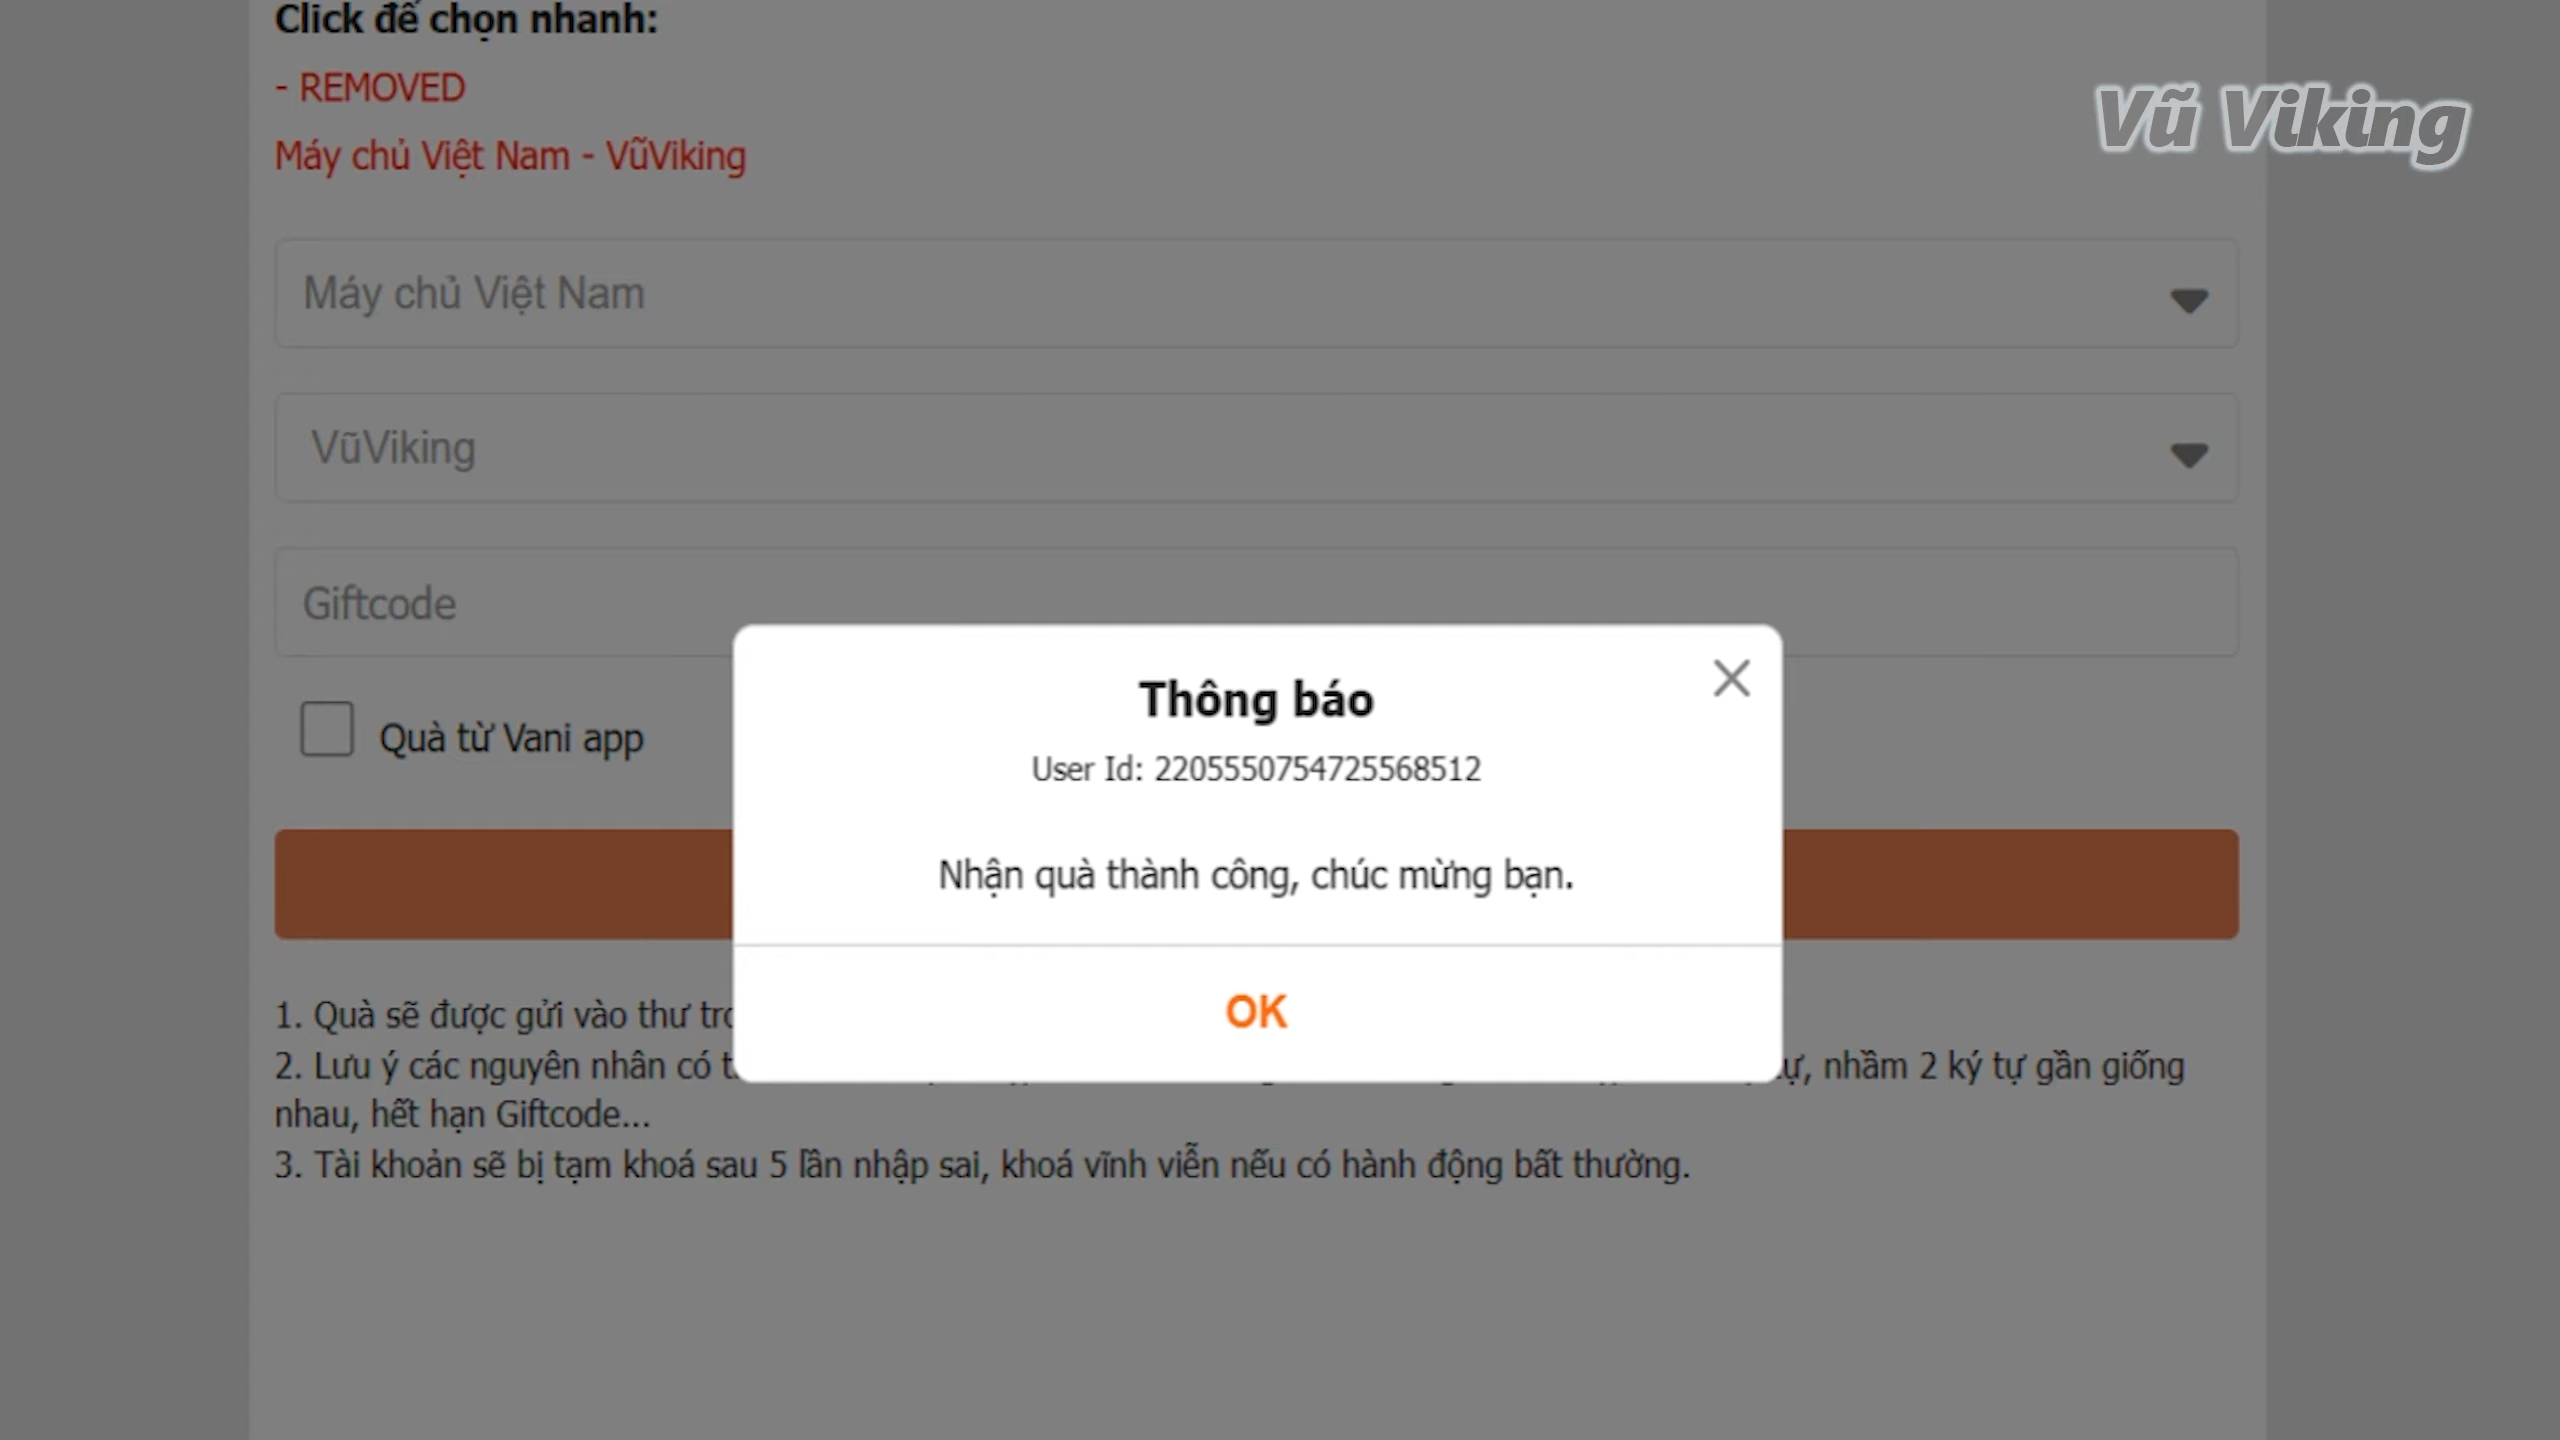 Click để chọn nhanh:
- REMOVED
Máy chủ Việt Nam - VũViking
Vũ Viking
Máy chủ Việt Nam
VũViking
Giftcode
Quà từ Vani app
Thông báo
User Id: 2205550754725568512
Nhận quà thành công, chúc mừng bạn.
OK
1. Quà sẽ được gửi vào thư
2. Lưu ý các nguyên nhân có nhầm 2 ký tự gần giống
nhau, hết hạn Giftcode...
3. Tài khoản sẽ bị tạm khoá sau 5 lần nhập sai, khoá vĩnh viễn nếu có hành động bất thường.